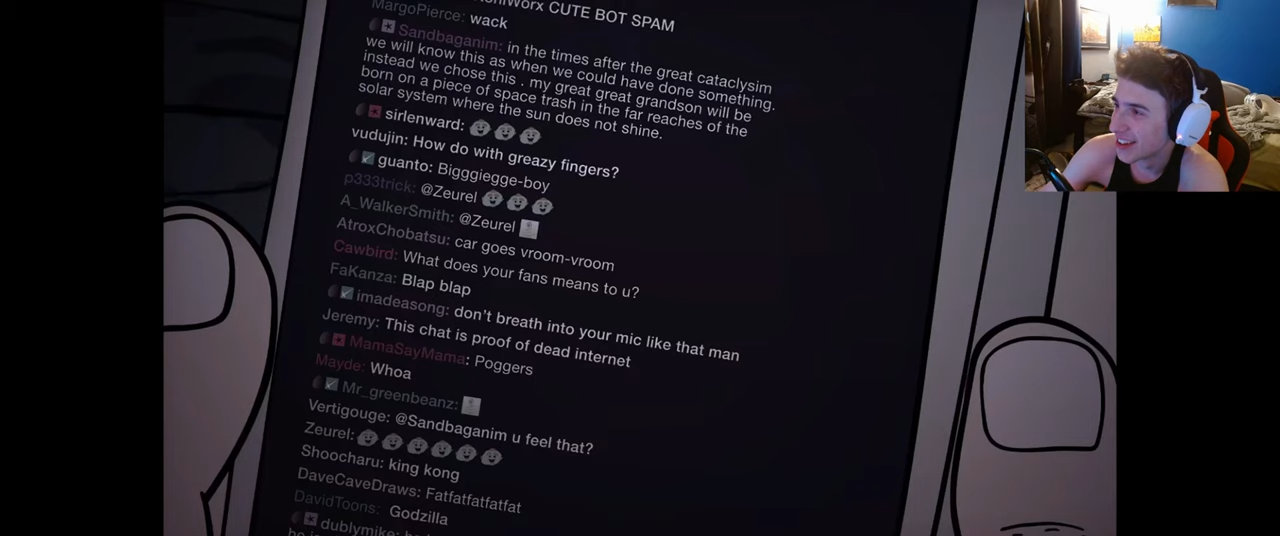 CUTE BOT SPAM
MargoPierce: wack
Sandbaganim: in the times after the great cataclysim
we will know this as when we could have done something.
instead we chose this . my great great grandson will be
born on a piece of space trash in the far reaches of the
solar system where the sun does not shine.
sirlenward:
vudujin: How do with greazy fingers?
guanto: Bigggiegge-boy
p333trick: @Zeurel
A_WalkerSmith: @Zeurel
AtroxChobatsu: car goes vroom-vroom
Cawbird: What does your fans means to u?
FaKanza: Blap blap
imadeasong: don't breath into your mic like that man
Jeremy: This chat is proof of dead internet
MamaSayMama: Poggers
Mayde: Whoa
Mr_greenbeanz:
Vertigouge: @Sandbaganim u feel that?
Zeurel:
Shoocharu: king kong
DaveCaveDraws: Fatfatfatfatfat
DavidToons: Godzilla
dublymike: